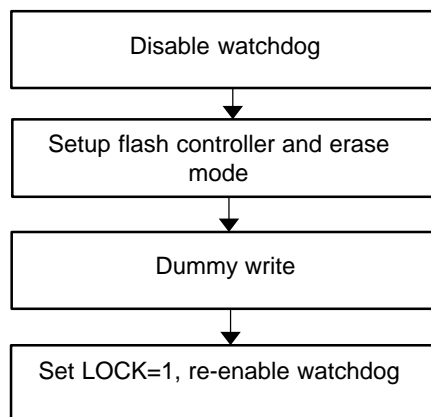 Disable watchdog
Setup flash controller and erase
mode
Dummy write
Set LOCK=1, re-enable watchdog